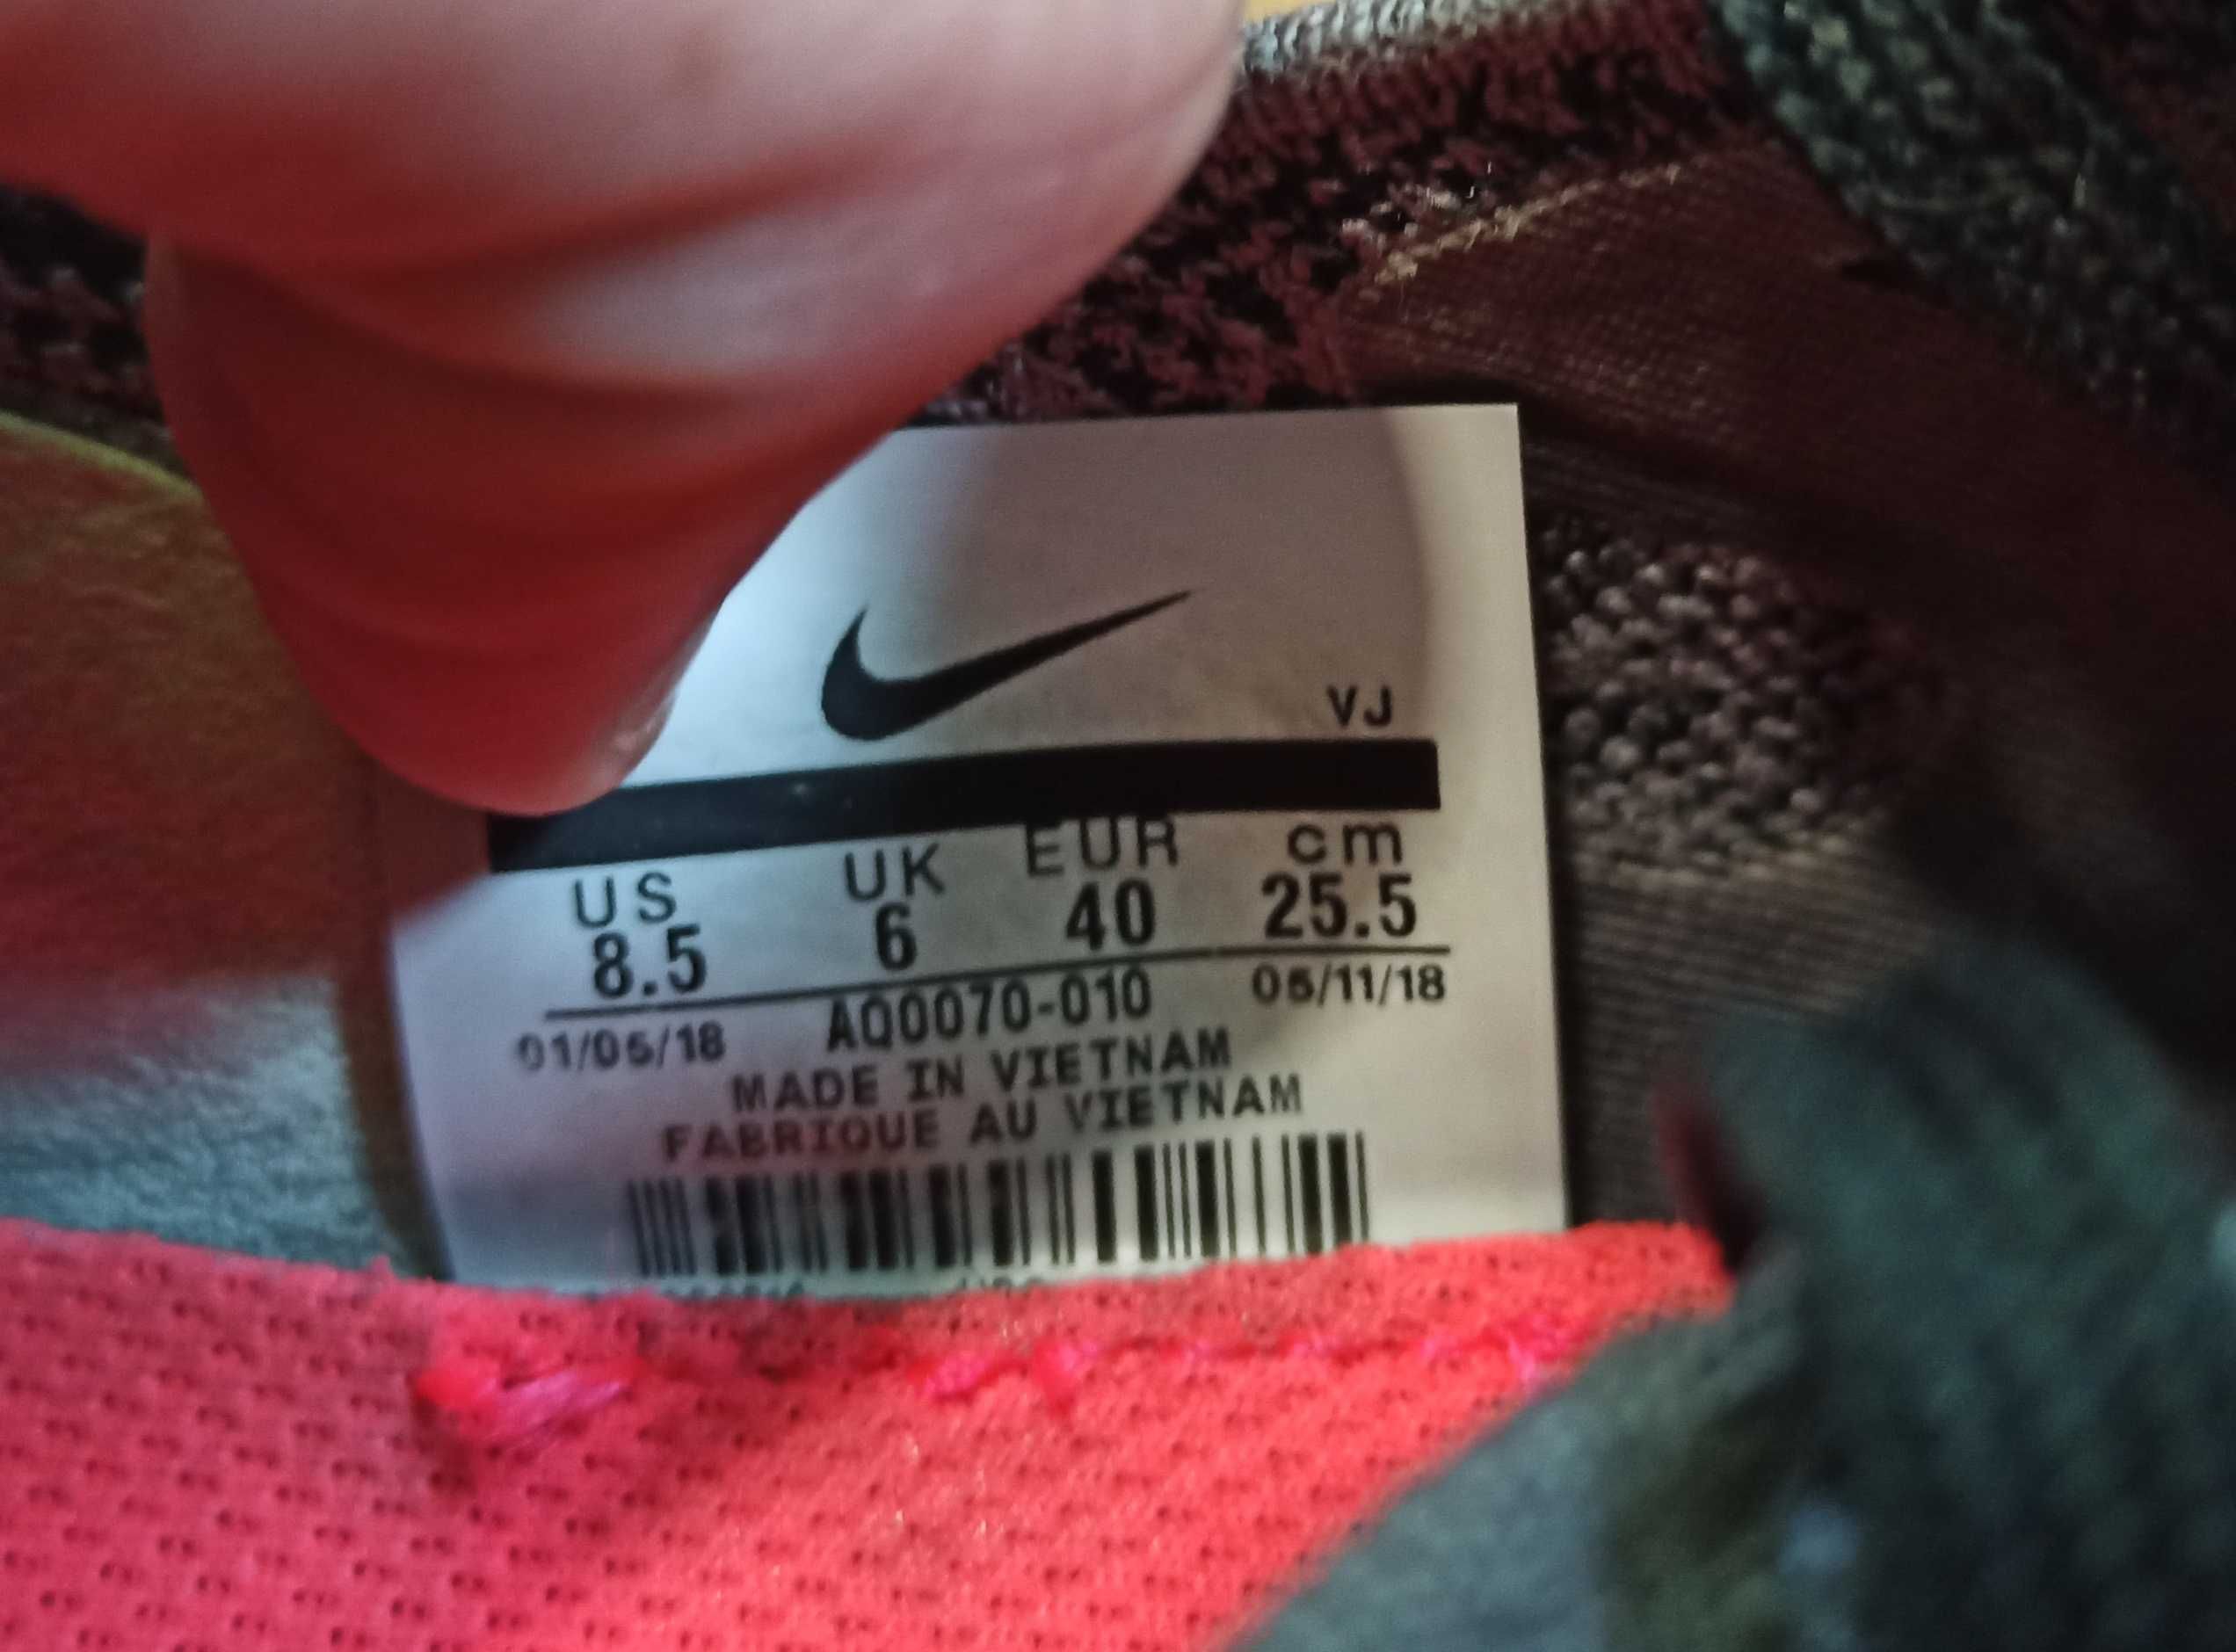 VJ
US UK EUR cm
8.5 6 40 25.5
01/05/18 AQ0070-010 05/11/18
MADE IN VIETNAM
FABRIQUE AU VIETNAM